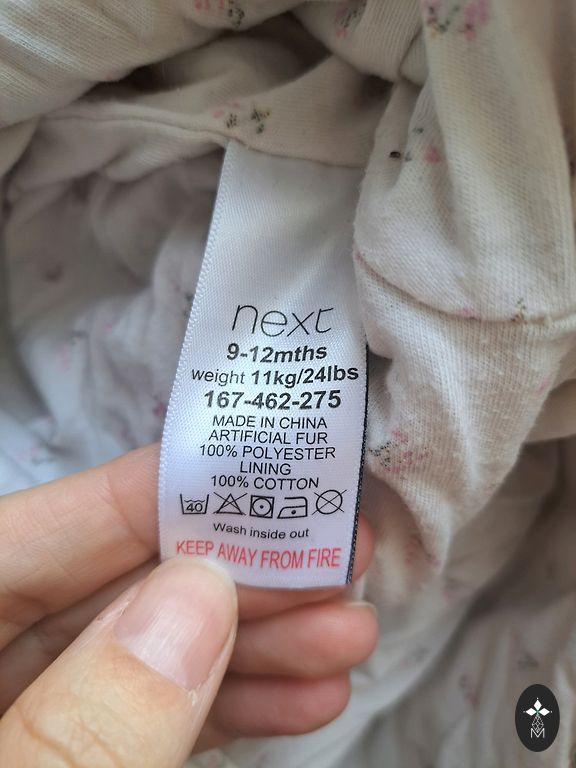 next
9-12mths
weight 11kg/24lbs
167-462-275
MADE IN CHINA
ARTIFICIAL FUR
100% POLYESTER
LINING
100% COTTON
40
Wash inside out
KEEP AWAY FROM FIRE
M